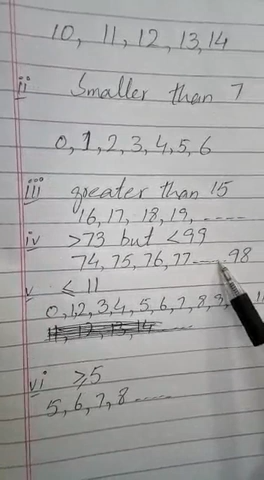 10, 11, 12, 13, 14
ii Smaller than 7
0, 1, 2, 3, 4, 5, 6
iii greater than 15
16, 17, 18, 19, -----
iv >73 but <99
74, 75, 76, 77 ----- 98
v < 11
0, 1, 2, 3, 4, 5, 6, 7, 8, 9,
vi ≥5
5, 6, 7, 8 -----